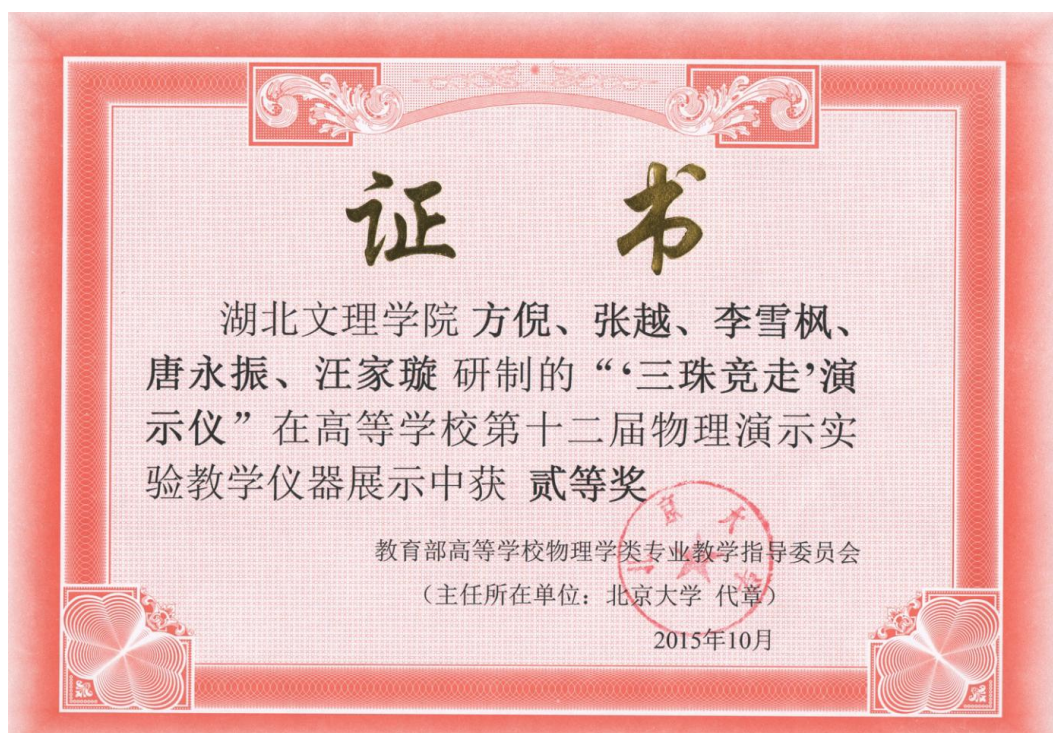 证 书
湖北文理学院 方倪、张越、李雪枫、
唐永振、汪家璇 研制的“‘三珠竞走’演
示仪”在高等学校第十二届物理演示实
验教学仪器展示中获 贰等奖
北京大学
教育部高等学校物理学类专业教学指导委员会
（主任所在单位：北京大学 代章）
2015年10月